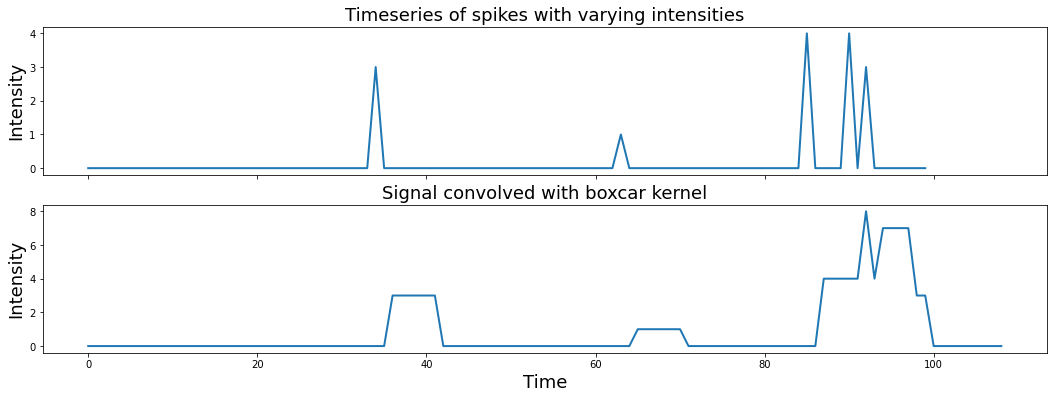 Timeseries of spikes with varying intensities
4
3
2
1
0
Intensity
Signal convolved with boxcar kernel
8
6
4
2
0
Intensity
0 20 40 60 80 100
Time